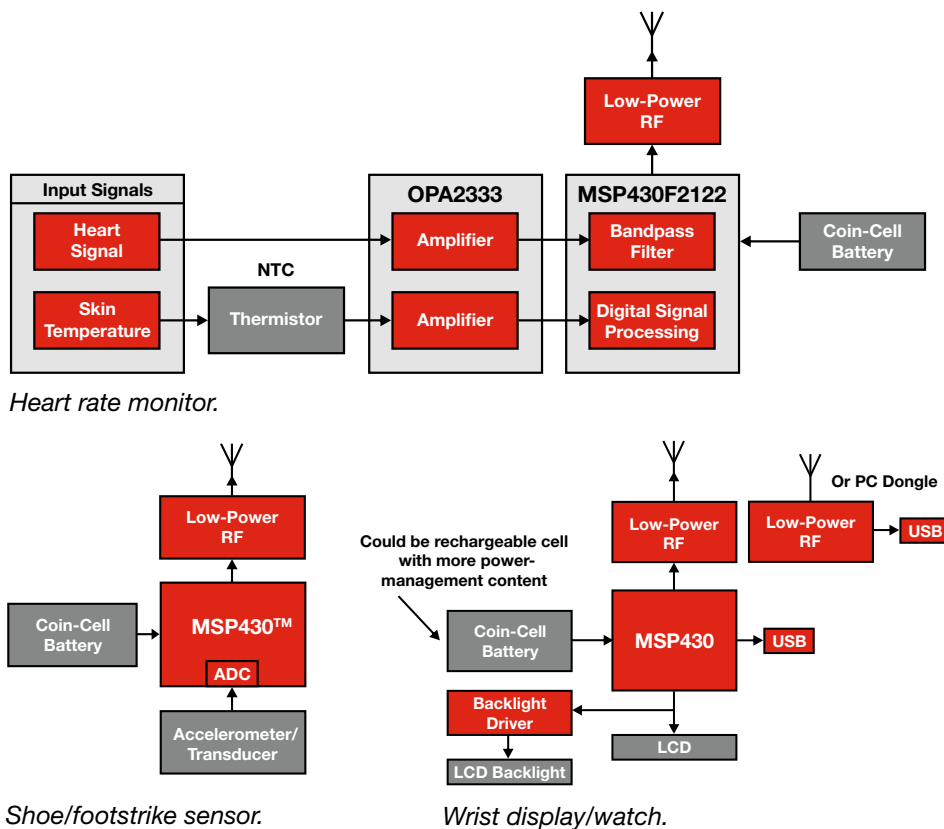 Low-Power
RF
Input Signals
OPA2333
MSP430F2122
Heart
Signal
Amplifier
Bandpass
Filter
Coin-Cell
Battery
NTC
Skin
Temperature
Thermistor
Amplifier
Digital Signal
Processing
Heart rate monitor.
Low-Power
RF
Coin-Cell
Battery
MSP430™
ADC
Accelerometer/
Transducer
Shoe/footstrike sensor.
Or PC Dongle
Low-Power
RF
Low-Power
RF
USB
Could be rechargeable cell
with more power-
management content
Coin-Cell
Battery
MSP430
USB
Backlight
Driver
LCD
LCD Backlight
Wrist display/watch.